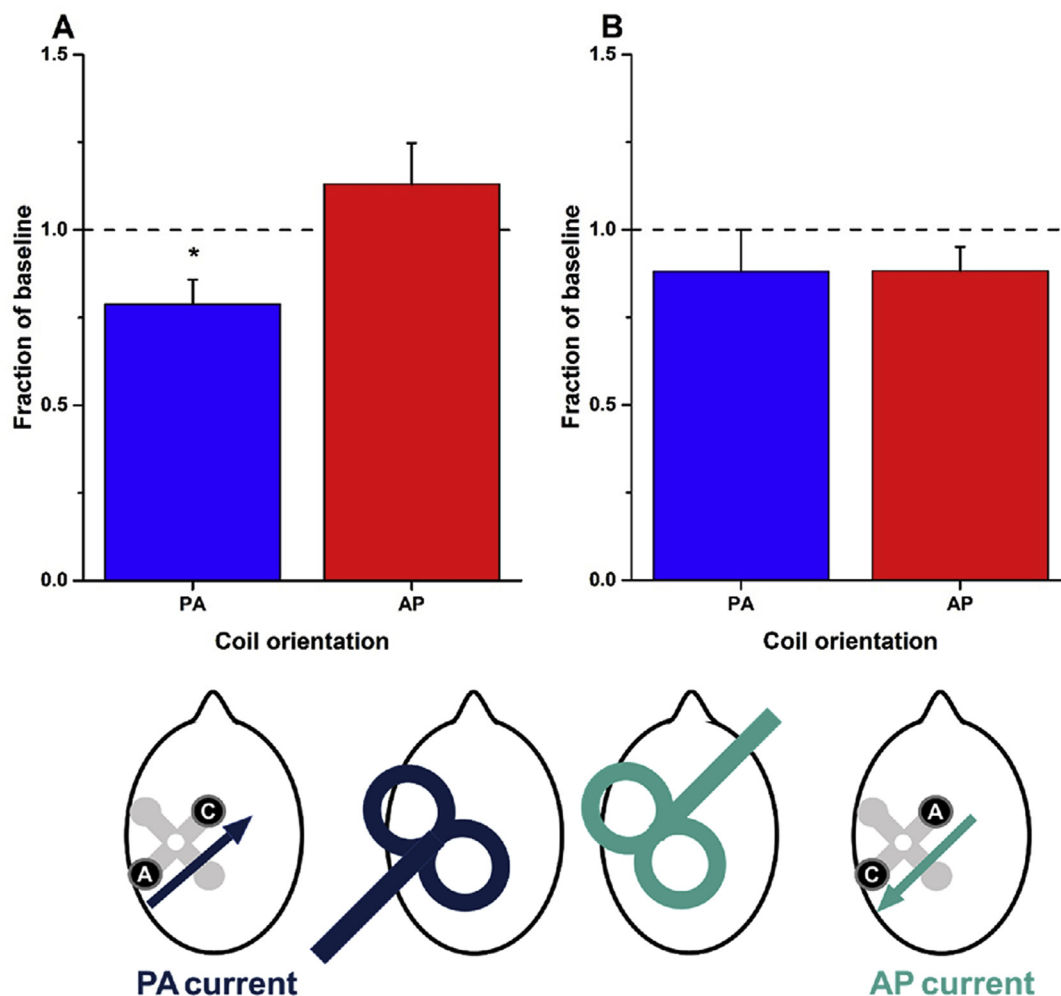 A
B
1.5
1.0
0.5
0.0
Fraction of baseline
*
PA
AP
Coil orientation
1.5
1.0
0.5
0.0
Fraction of baseline
PA
AP
Coil orientation
C
A
A
C
PA current
AP current